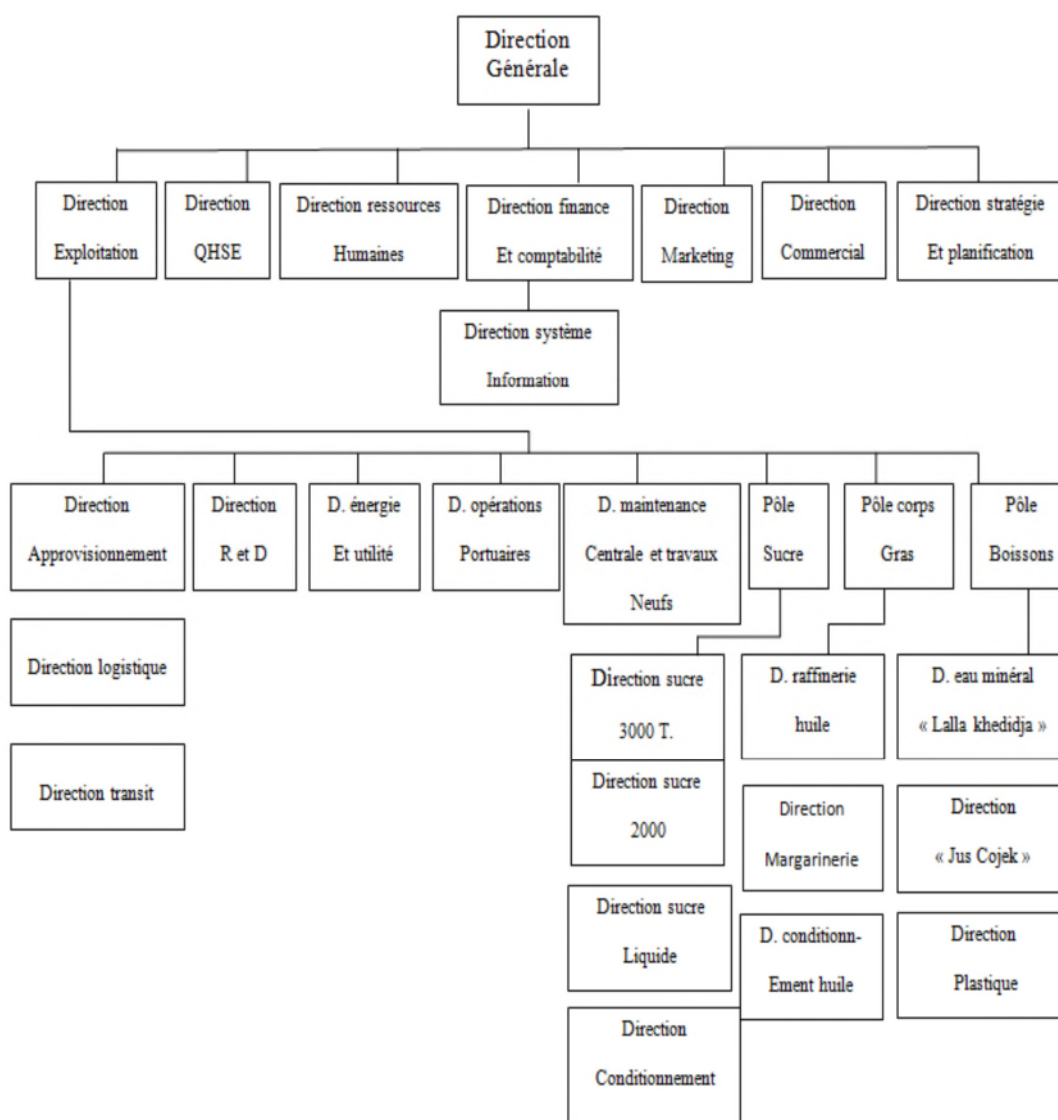 Direction
Générale
Direction
Exploitation
Direction
QHSE
Direction ressources
Humaines
Direction finance
Et comptabilité
Direction
Marketing
Direction
Commercial
Direction stratégie
Et planification
Direction système
Information
Direction
Approvisionnement
Direction
R et D
D. énergie
Et utilité
D. opérations
Portuaires
D. maintenance
Centrale et travaux
Neufs
Pôle
Sucre
Pôle corps
Gras
Pôle
Boissons
Direction logistique
Direction transit
Direction sucre
3000 T.
Direction sucre
2000
Direction sucre
Liquide
Direction
Conditionnement
D. raffinerie
huile
Direction
Margarinerie
D. conditionn-
Ement huile
D. eau minéral
« Lalla khedidja »
Direction
« Jus Cojek »
Direction
Plastique